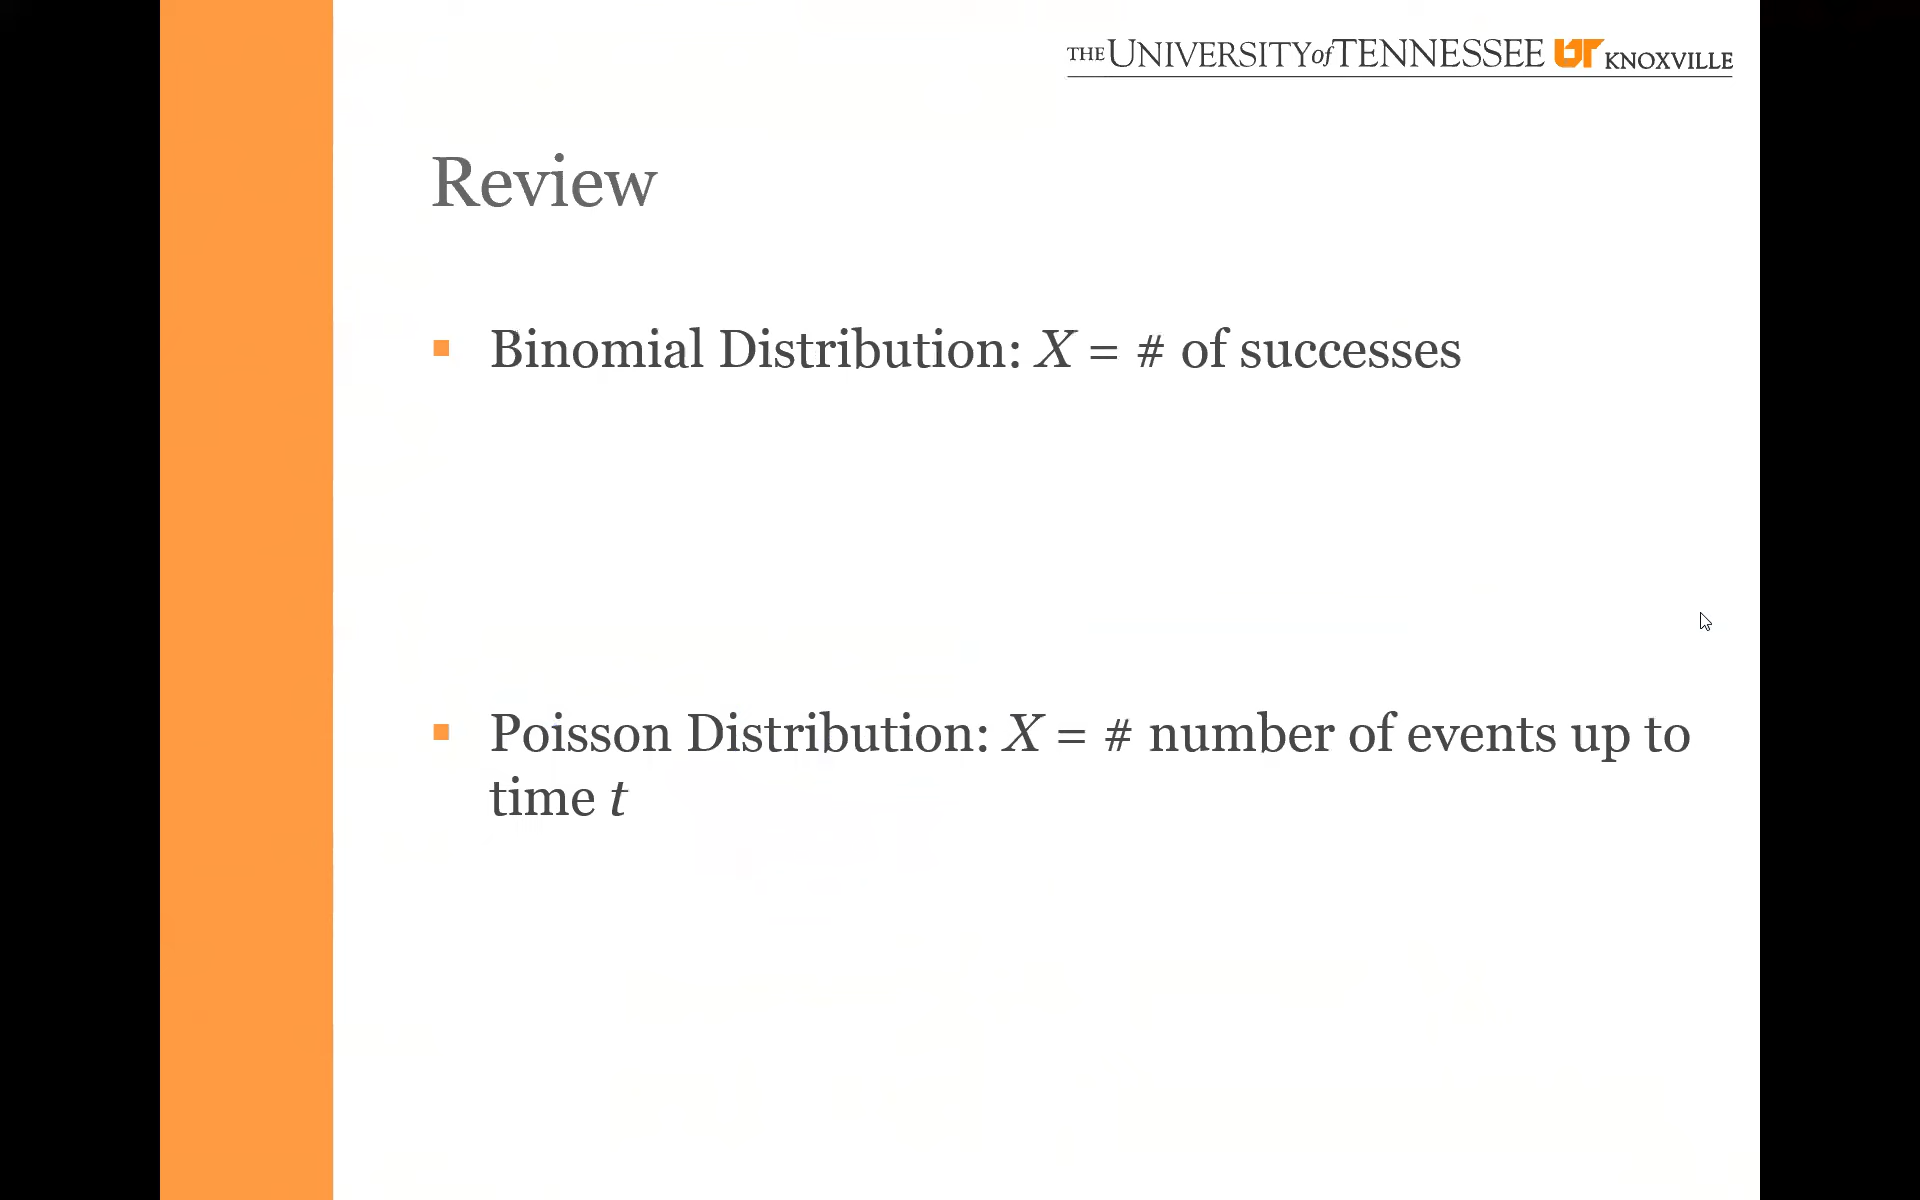 THE UNIVERSITY of TENNESSEE UT KNOXVILLE
Review
Binomial Distribution: X = # of successes
Poisson Distribution: X = # number of events up to
time t